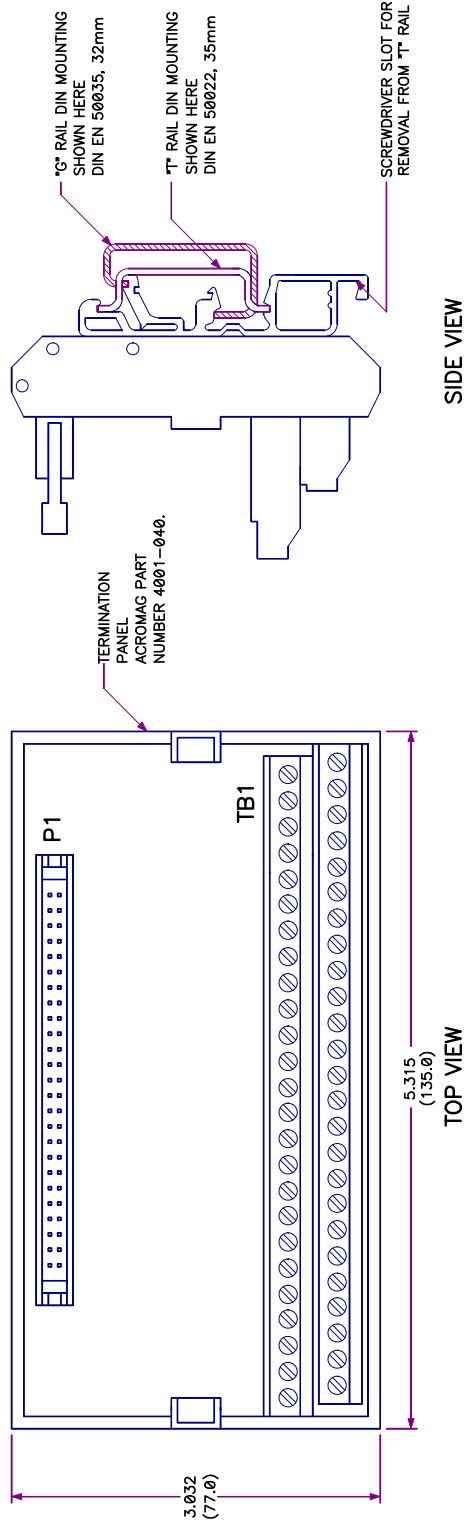 3.032
(77.0)
P1
TB1
5.315
(135.0)
TOP VIEW
TERMINATION
PANEL
ACROMAG PART
NUMBER 4001-040.
"G" RAIL DIN MOUNTING
SHOWN HERE
DIN EN 50035, 32mm
"T" RAIL DIN MOUNTING
SHOWN HERE
DIN EN 50022, 35mm
SCREWDRIVER SLOT FOR
REMOVAL FROM "T" RAIL
SIDE VIEW